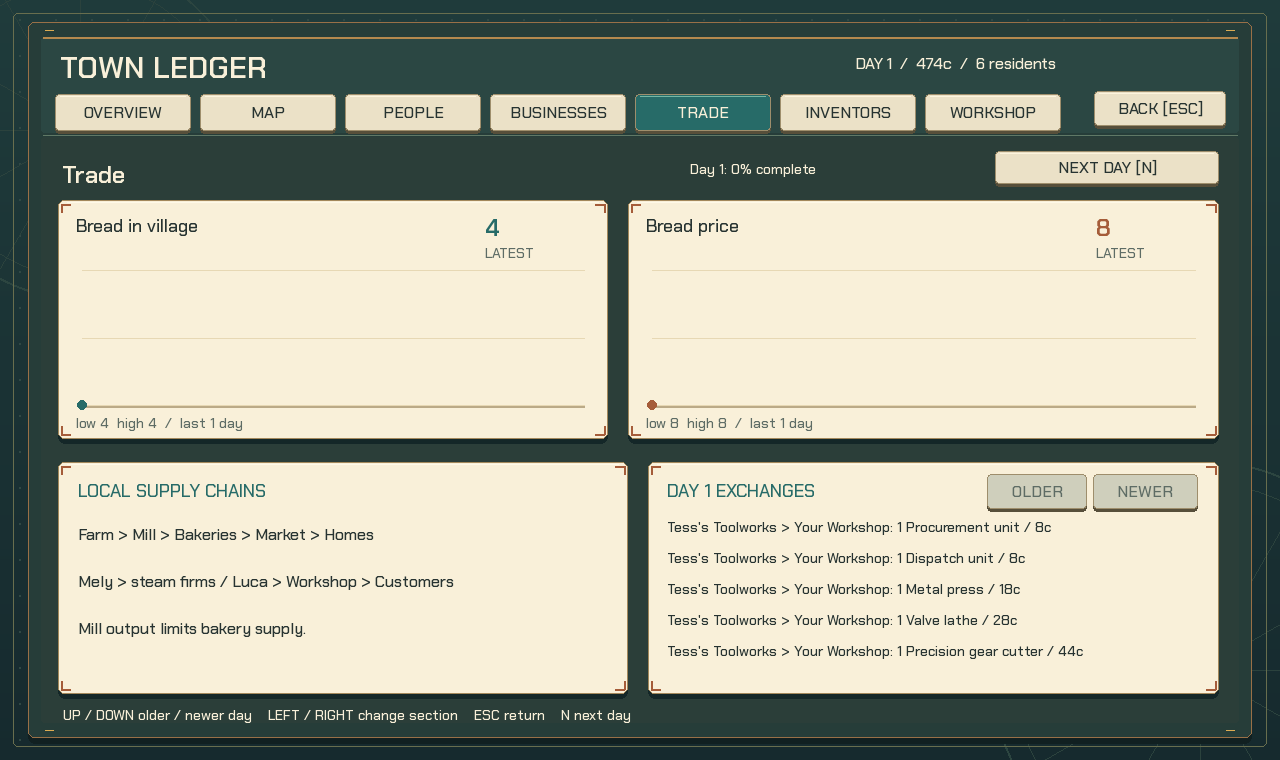 TOWN LEDGER
DAY 1 / 474c / 6 residents
OVERVIEW
MAP
PEOPLE
BUSINESSES
TRADE
INVENTORS
WORKSHOP
BACK [ESC]
Trade
Day 1: 0% complete
NEXT DAY [N]
Bread in village
4
LATEST
low 4 high 4 / last 1 day
Bread price
8
LATEST
low 8 high 8 / last 1 day
LOCAL SUPPLY CHAINS
Farm > Mill > Bakeries > Market > Homes
Mely > steam firms / Luca > Workshop > Customers
Mill output limits bakery supply.
DAY 1 EXCHANGES
OLDER
NEWER
Tess's Toolworks > Your Workshop: 1 Procurement unit / 8c
Tess's Toolworks > Your Workshop: 1 Dispatch unit / 8c
Tess's Toolworks > Your Workshop: 1 Metal press / 18c
Tess's Toolworks > Your Workshop: 1 Valve lathe / 28c
Tess's Toolworks > Your Workshop: 1 Precision gear cutter / 44c
UP / DOWN older / newer day LEFT / RIGHT change section ESC return N next day